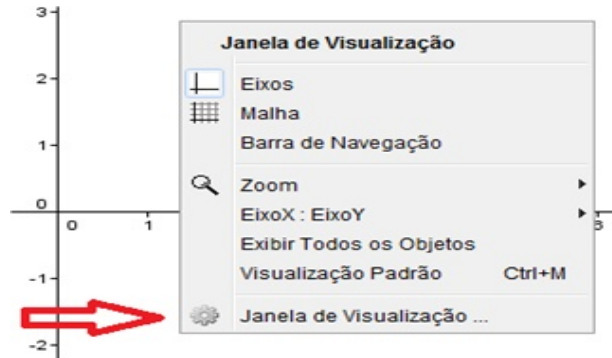 3
Janela de Visualização
2
Eixos
Malha
1
Barra de Navegação
Zoom
0
EixoX : EixoY
0
1
Exibir Todos os Objetos
-1
Visualização Padrão Ctrl+M
Janela de Visualização ...
-2